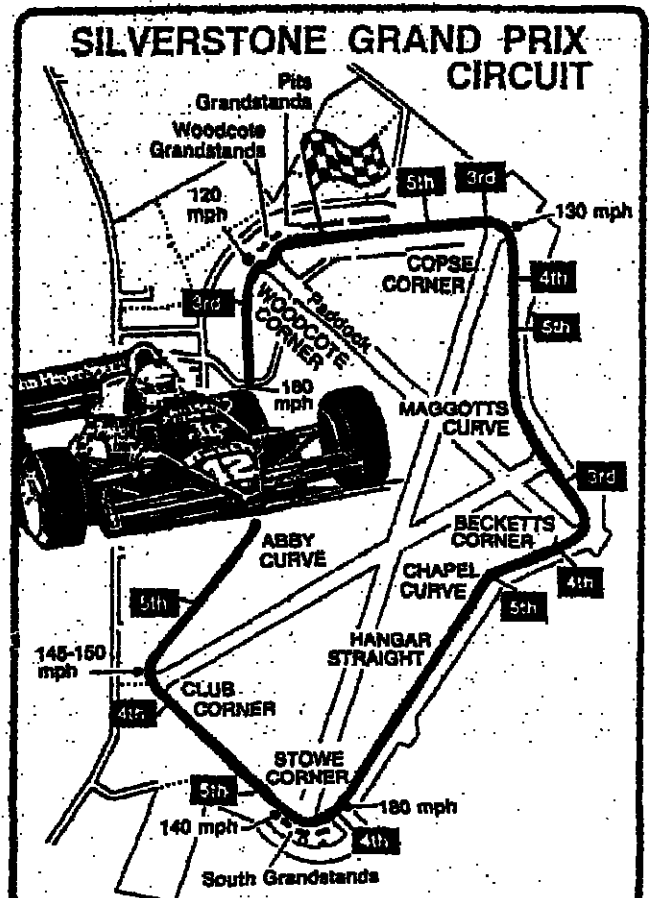 SILVERSTONE GRAND PRIX
CIRCUIT
Pits
Grandstands
Woodcote
Grandstands
120
mph
5th
3rd
130 mph
COPSE
CORNER
4th
3rd
WOODCOTE
CORNER
Paddock
5th
180
mph
MAGGOTTS
CURVE
12
3rd
BECKETTS
CORNER
ABBY
CURVE
CHAPEL
CURVE
4th
5th
5th
HANGAR
STRAIGHT
145-150
mph
CLUB
CORNER
4th
STOWE
CORNER
5th
180 mph
140 mph
4th
South Grandstands